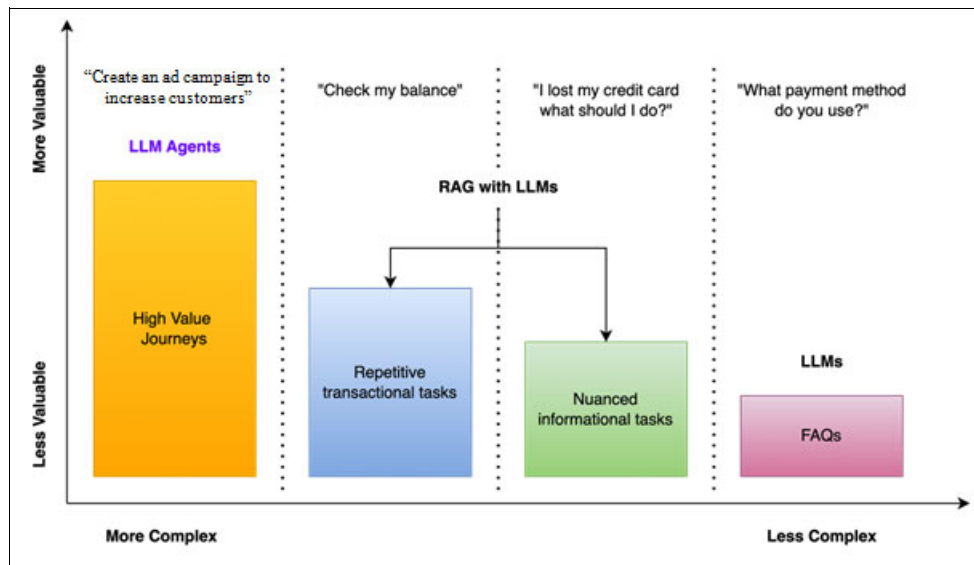 More Valuable
Less Valuable
“Create an ad campaign to
increase customers”
LLM Agents
High Value
Journeys
"Check my balance"
"I lost my credit card
what should I do?"
RAG with LLMs
Repetitive
transactional tasks
Nuanced
informational tasks
"What payment method
do you use?"
LLMs
FAQs
More Complex
Less Complex